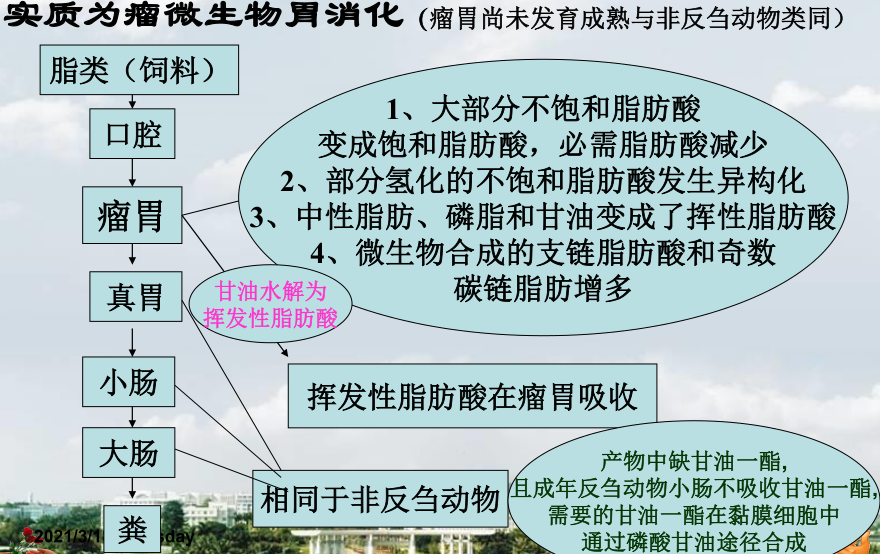 实质为瘤微生物胃消化（瘤胃尚未发育成熟与非反刍动物类同）
脂类（饲料）
口腔
瘤胃
真胃
小肠
大肠
粪
1、大部分不饱和脂肪酸
变成饱和脂肪酸，必需脂肪酸减少
2、部分氢化的不饱和脂肪酸发生异构化
3、中性脂肪、磷脂和甘油变成了挥性脂肪酸
4、微生物合成的支链脂肪酸和奇数
碳链脂肪增多
甘油水解为
挥发性脂肪酸
挥发性脂肪酸在瘤胃吸收
相同于非反刍动物
产物中缺甘油一酯，
且成年反刍动物小肠不吸收甘油一酯，
需要的甘油一酯在黏膜细胞中
通过磷酸甘油途径合成
2021/3/1